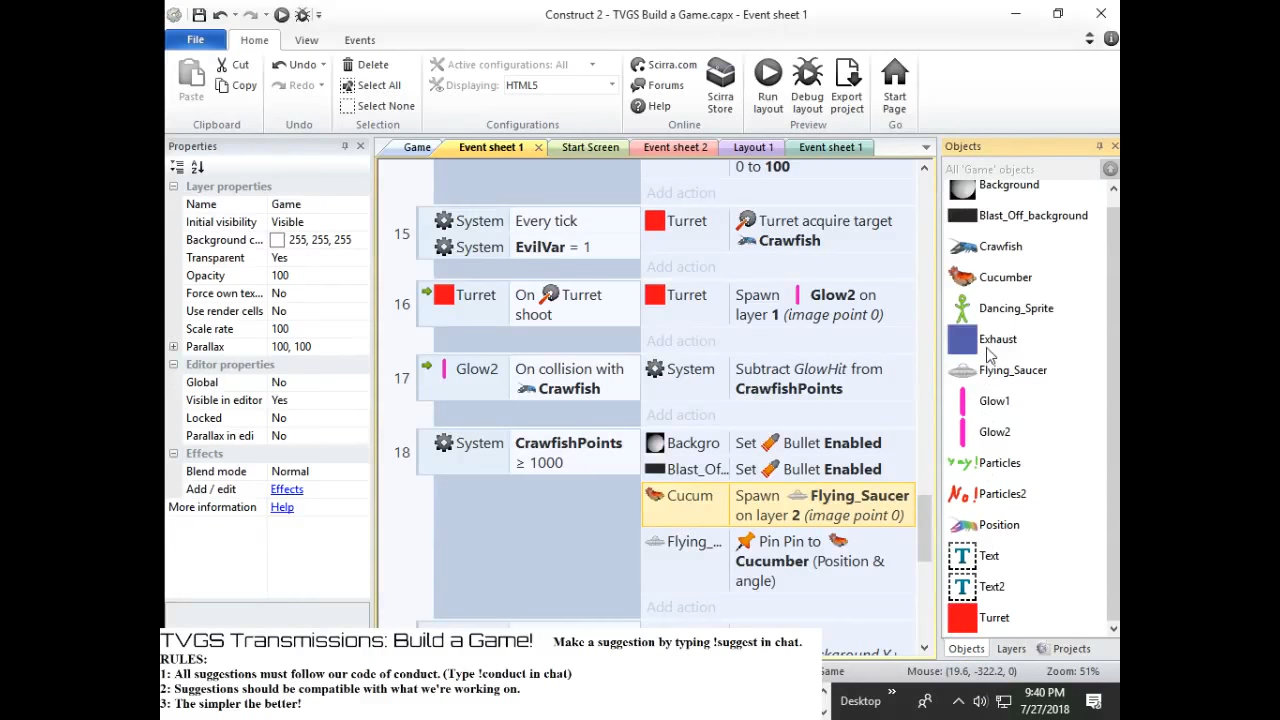 Construct 2 - TVGS Build a Game.capx - Event sheet 1
File Home View Events
Paste Cut Copy
Clipboard
Undo Redo
Undo
Delete
Select All
Select None
Selection
Active configurations: All
Displaying: HTML5
Configurations
Scirra.com
Forums
Help
Scirra Store
Online
Run layout
Debug layout
Export project
Preview
Start Page
Go
Properties
Layer properties
Name Game
Initial visibility Visible
Background c... 255, 255, 255
Transparent Yes
Opacity 100
Force own tex... No
Use render cells No
Scale rate 100
Parallax 100, 100
Editor properties
Global No
Visible in editor Yes
Locked No
Parallax in edi No
Effects
Blend mode Normal
Add / edit Effects
More information Help
Game Event sheet 1 Start Screen Event sheet 2 Layout 1 Event sheet 1
0 to 100
Add action
15 System Every tick Turret Turret acquire target
System EvilVar = 1 Crawfish
Add action
16 Turret On Turret Turret Spawn Glow2 on
shoot layer 1 (image point 0)
Add action
17 Glow2 On collision with System Subtract GlowHit from
Crawfish CrawfishPoints
Add action
18 System CrawfishPoints Backgro Set Bullet Enabled
≥ 1000 Blast_Of... Set Bullet Enabled
Cucum Spawn Flying_Saucer
on layer 2 (image point 0)
Flying_... Pin Pin to
Cucumber (Position &
angle)
Add action
Objects
All 'Game' objects
Background
Blast_Off_background
Crawfish
Cucumber
Dancing_Sprite
Exhaust
Flying_Saucer
Glow1
Glow2
yay! Particles
No! Particles2
Position
T Text
T Text2
Turret
Objects Layers Projects
Mouse: (19.6, -322.2, 0) Zoom: 51%
TVGS Transmissions: Build a Game! Make a suggestion by typing !suggest in chat.
RULES:
1: All suggestions must follow our code of conduct. (Type !conduct in chat)
2: Suggestions should be compatible with what we're working on.
3: The simpler the better!
Desktop
9:40 PM
7/27/2018